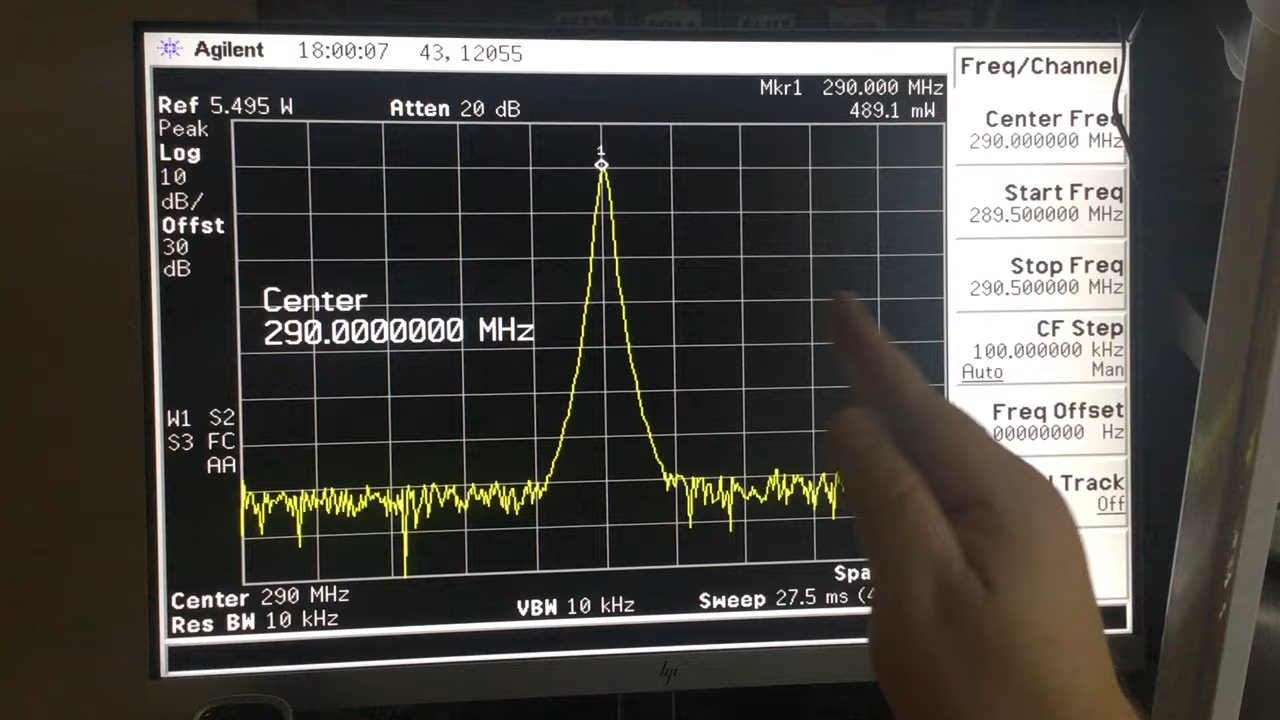 Agilent 18:00:07 43, 12055
Freq/Channel
Mkr1 290.000 MHz
489.1 mW
Ref 5.495 W
Atten 20 dB
Peak
Log
10
dB/
Offst
30
dB
1
Center
290.0000000 MHz
W1 S2
S3 FC
AA
Center 290 MHz
Res BW 10 kHz
VBW 10 kHz
Sweep 27.5 ms
Center Freq
290.000000 MHz
Start Freq
289.500000 MHz
Stop Freq
290.500000 MHz
CF Step
100.000000 kHz
Auto Man
Freq Offset
00000000 Hz
Track
Off
hp